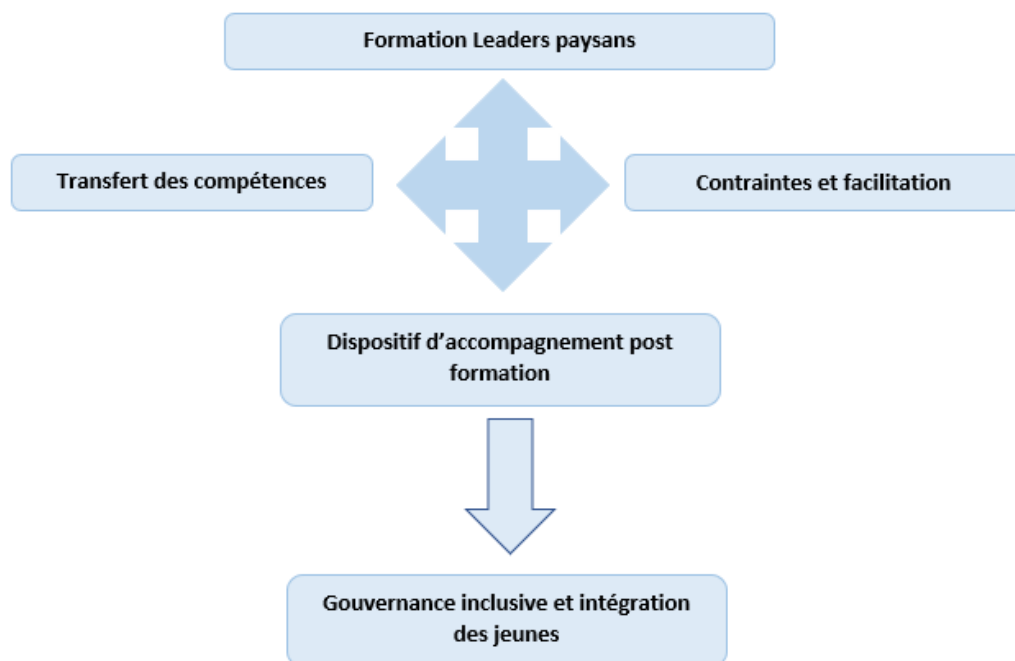 Formation Leaders paysans
Transfert des compétences
Contraintes et facilitation
Dispositif d'accompagnement post
formation
Gouvernance inclusive et intégration
des jeunes